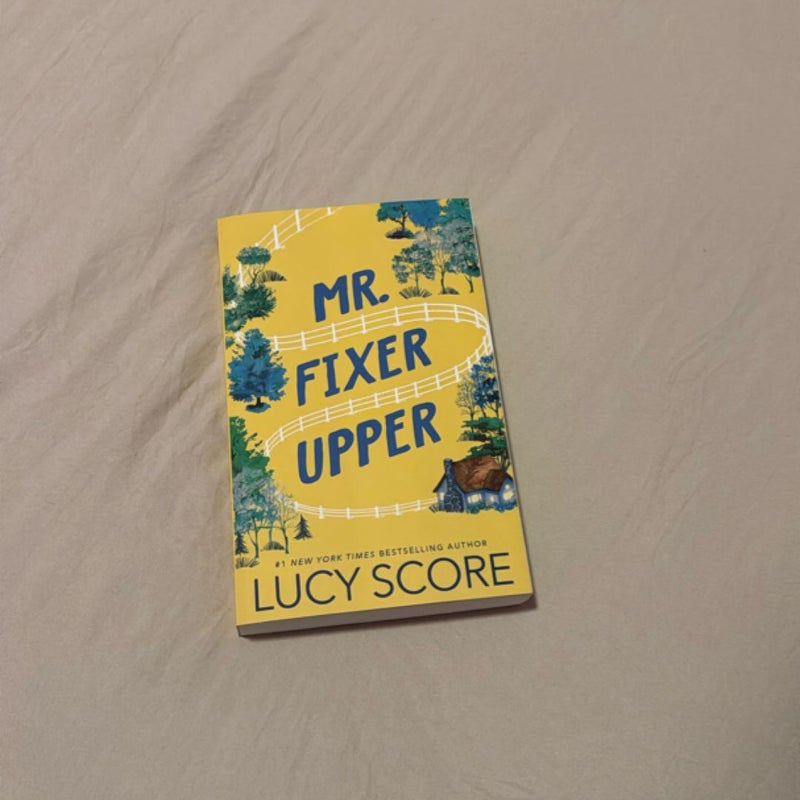 MR.
FIXER
UPPER
#1 NEW YORK TIMES BESTSELLING AUTHOR
LUCY SCORE